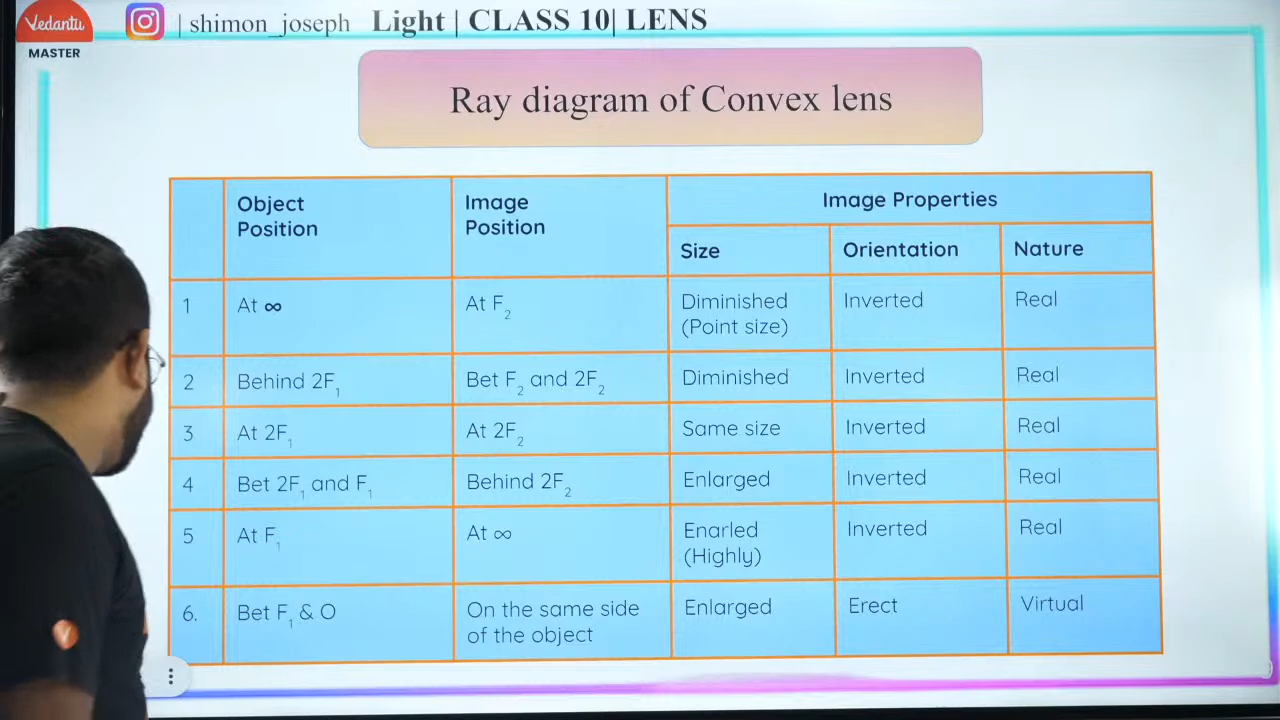 Vedantu
MASTER
| shimon_joseph Light | CLASS 10| LENS
Ray diagram of Convex lens
Object Position
Image Position
Image Properties
Size
Orientation
Nature
1 At ∞ At F₂ Diminished (Point size) Inverted Real
2 Behind 2F₁ Bet F₂ and 2F₂ Diminished Inverted Real
3 At 2F₁ At 2F₂ Same size Inverted Real
4 Bet 2F₁ and F₁ Behind 2F₂ Enlarged Inverted Real
5 At F₁ At ∞ Enarled (Highly) Inverted Real
6. Bet F₁ & O On the same side of the object Enlarged Erect Virtual